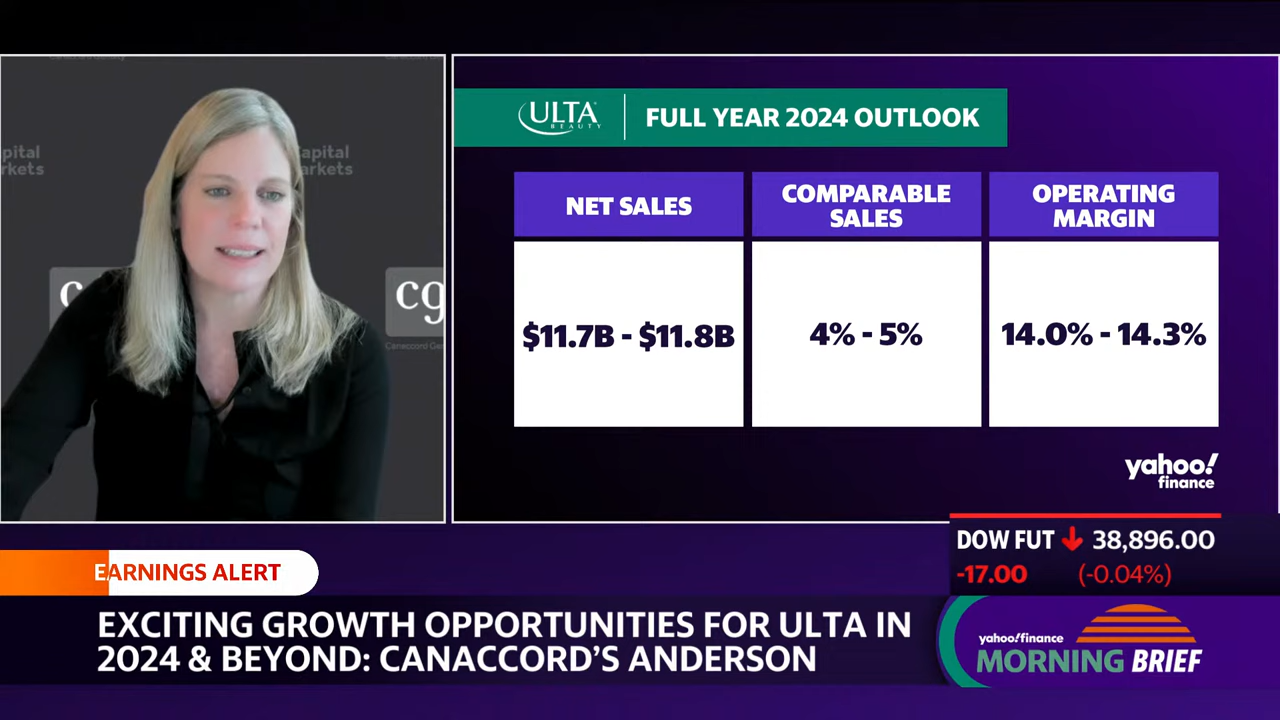 Capital
Markets
cg
ULTA
BEAUTY
FULL YEAR 2024 OUTLOOK
NET SALES
COMPARABLE
SALES
OPERATING
MARGIN
$11.7B - $11.8B
4% - 5%
14.0% - 14.3%
yahoo!
finance
DOW FUT 38,896.00
-17.00 (-0.04%)
EARNINGS ALERT
EXCITING GROWTH OPPORTUNITIES FOR ULTA IN
2024 & BEYOND: CANACCORD'S ANDERSON
yahoo!finance
MORNING BRIEF